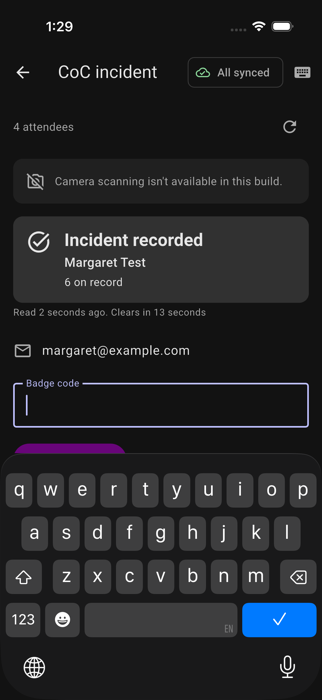 1:29
CoC incident
All synced
4 attendees
Camera scanning isn't available in this build.
Incident recorded
Margaret Test
6 on record
Read 2 seconds ago. Clears in 13 seconds
margaret@example.com
Badge code
q w e r t y u i o p
a s d f g h j k l
z x c v b n m
123
EN